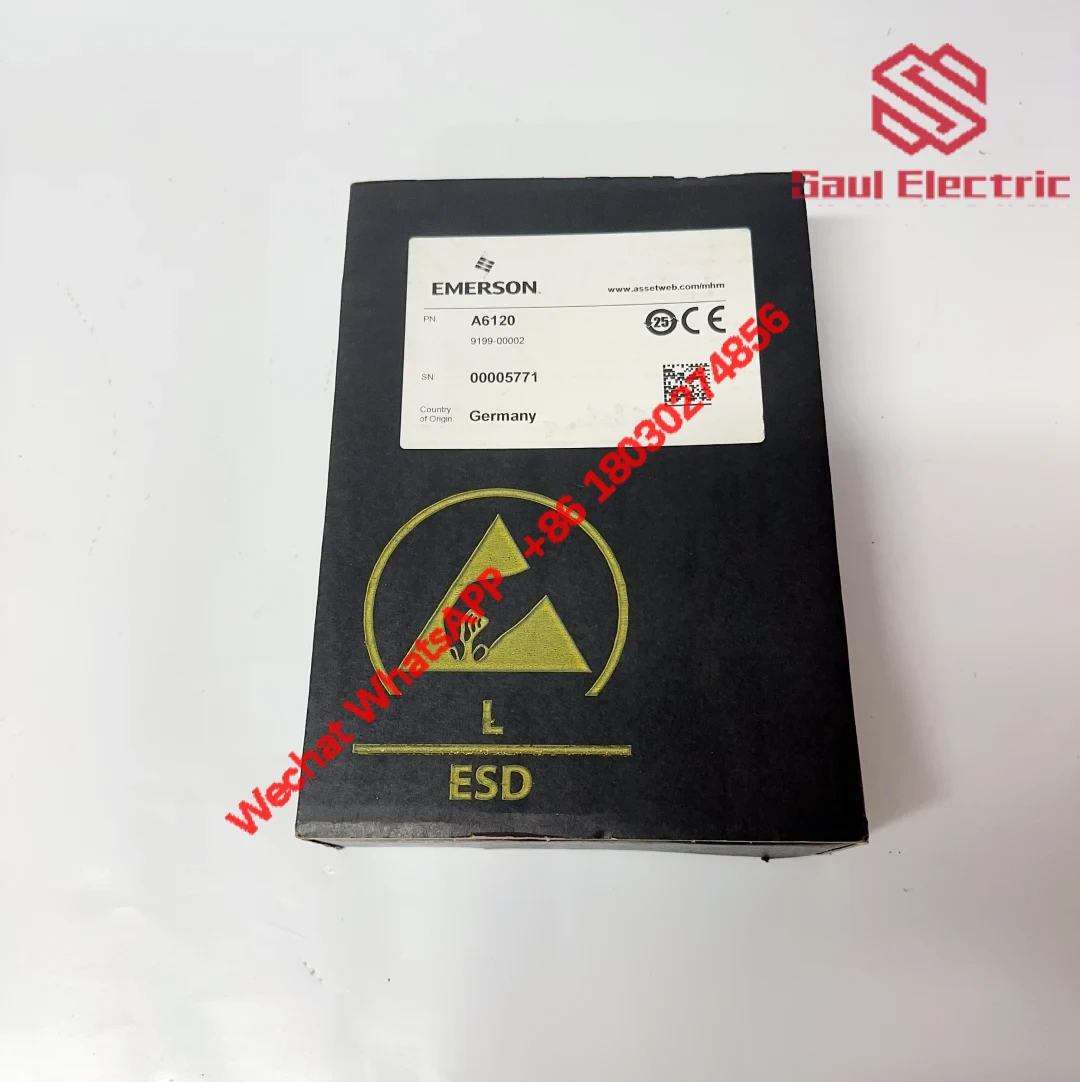 Saul Electric
EMERSON.
www.assetweb.com/mhm
PN: A6120
9199-00002
25 CE
SN: 00005771
Country
of Origin: Germany
Wechat WhatsAPP +86 18030274856
L
ESD